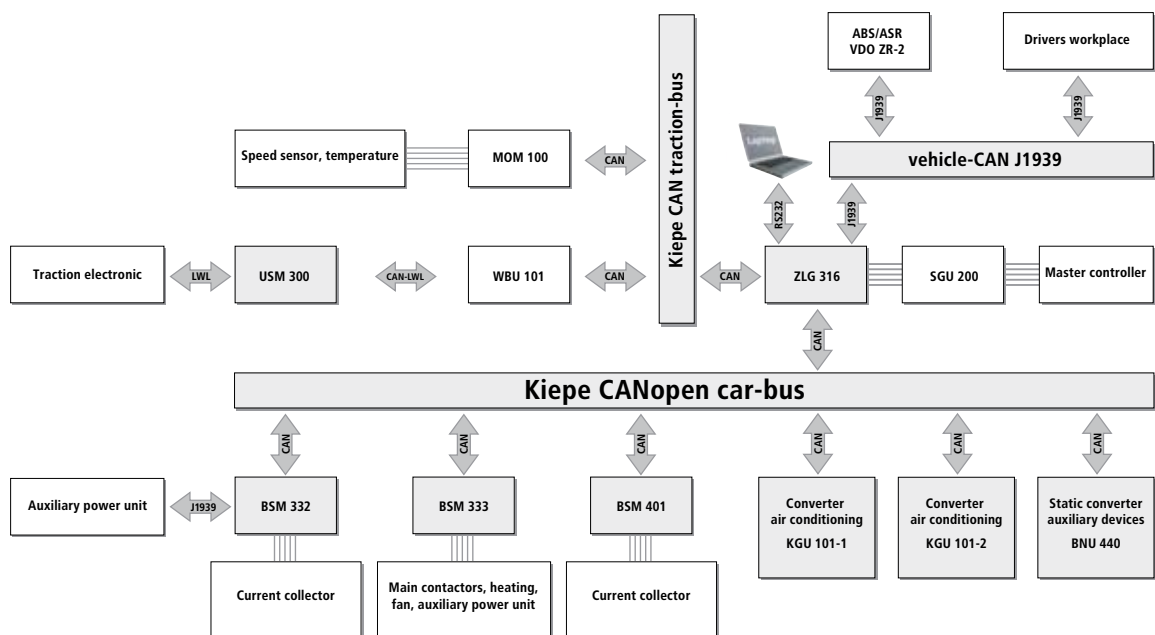 ABS/ASR
VDO ZR-2
Drivers workplace
J1939
J1939
Kiepe CAN traction-bus
Speed sensor, temperature
MOM 100
CAN
vehicle-CAN J1939
RS232
J1939
Traction electronic
LWL
USM 300
CAN-LWL
WBU 101
CAN
CAN
ZLG 316
SGU 200
Master controller
CAN
Kiepe CANopen car-bus
CAN
CAN
CAN
CAN
CAN
CAN
Auxiliary power unit
J1939
BSM 332
BSM 333
BSM 401
Converter
air conditioning
KGU 101-1
Converter
air conditioning
KGU 101-2
Static converter
auxiliary devices
BNU 440
Current collector
Main contactors, heating,
fan, auxiliary power unit
Current collector